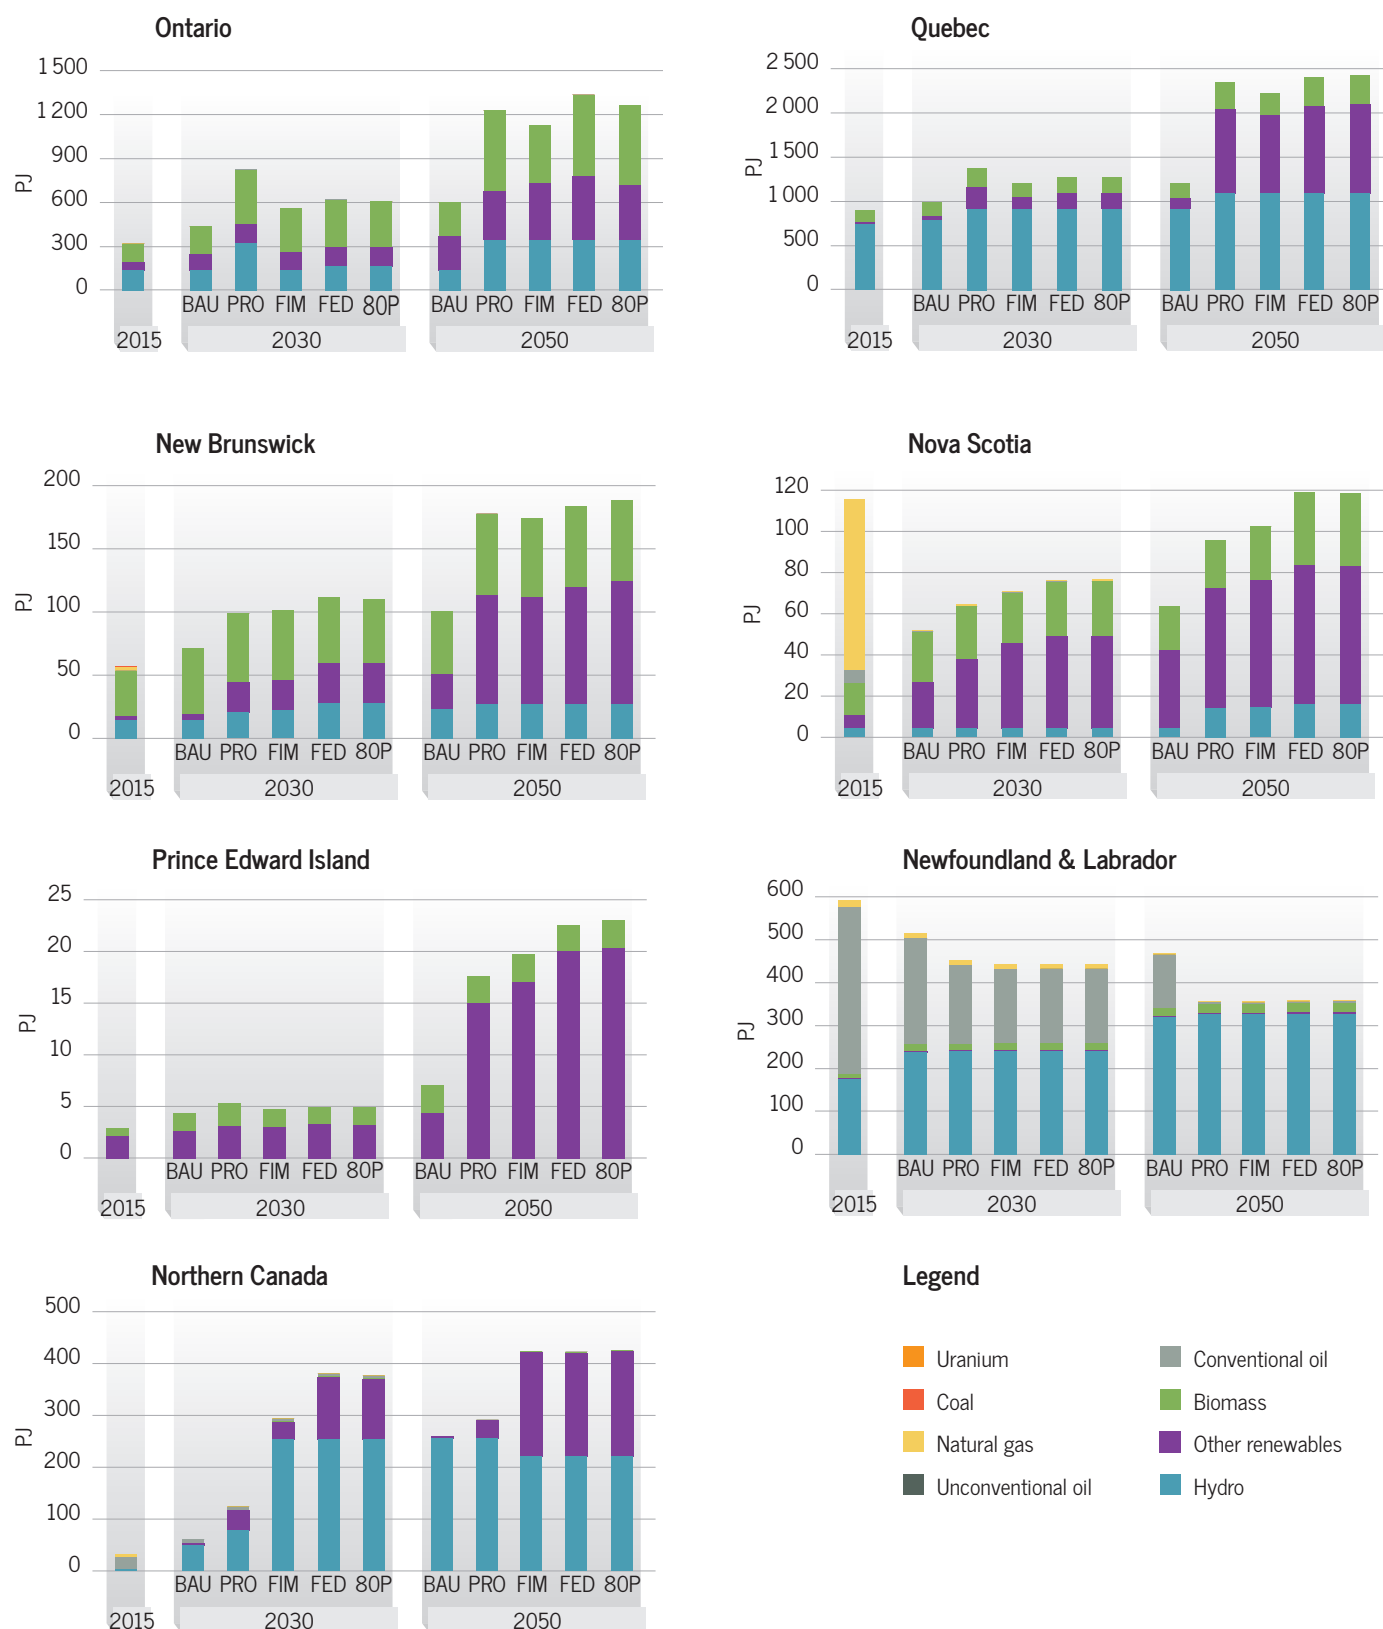 Ontario
1 500
1 200
900
600
300
0
PJ
BAU PRO FIM FED 80P
BAU PRO FIM FED 80P
2015
2030
2050
Quebec
2 500
2 000
1 500
1 000
500
0
PJ
BAU PRO FIM FED 80P
BAU PRO FIM FED 80P
2015
2030
2050
New Brunswick
200
150
100
50
0
PJ
BAU PRO FIM FED 80P
BAU PRO FIM FED 80P
2015
2030
2050
Nova Scotia
120
100
80
60
40
20
0
PJ
BAU PRO FIM FED 80P
BAU PRO FIM FED 80P
2015
2030
2050
Prince Edward Island
25
20
15
10
5
0
PJ
BAU PRO FIM FED 80P
BAU PRO FIM FED 80P
2015
2030
2050
Newfoundland & Labrador
600
500
400
300
200
100
0
PJ
BAU PRO FIM FED 80P
BAU PRO FIM FED 80P
2015
2030
2050
Northern Canada
500
400
300
200
100
0
PJ
BAU PRO FIM FED 80P
BAU PRO FIM FED 80P
2015
2030
2050
Legend
Uranium
Coal
Natural gas
Unconventional oil
Conventional oil
Biomass
Other renewables
Hydro